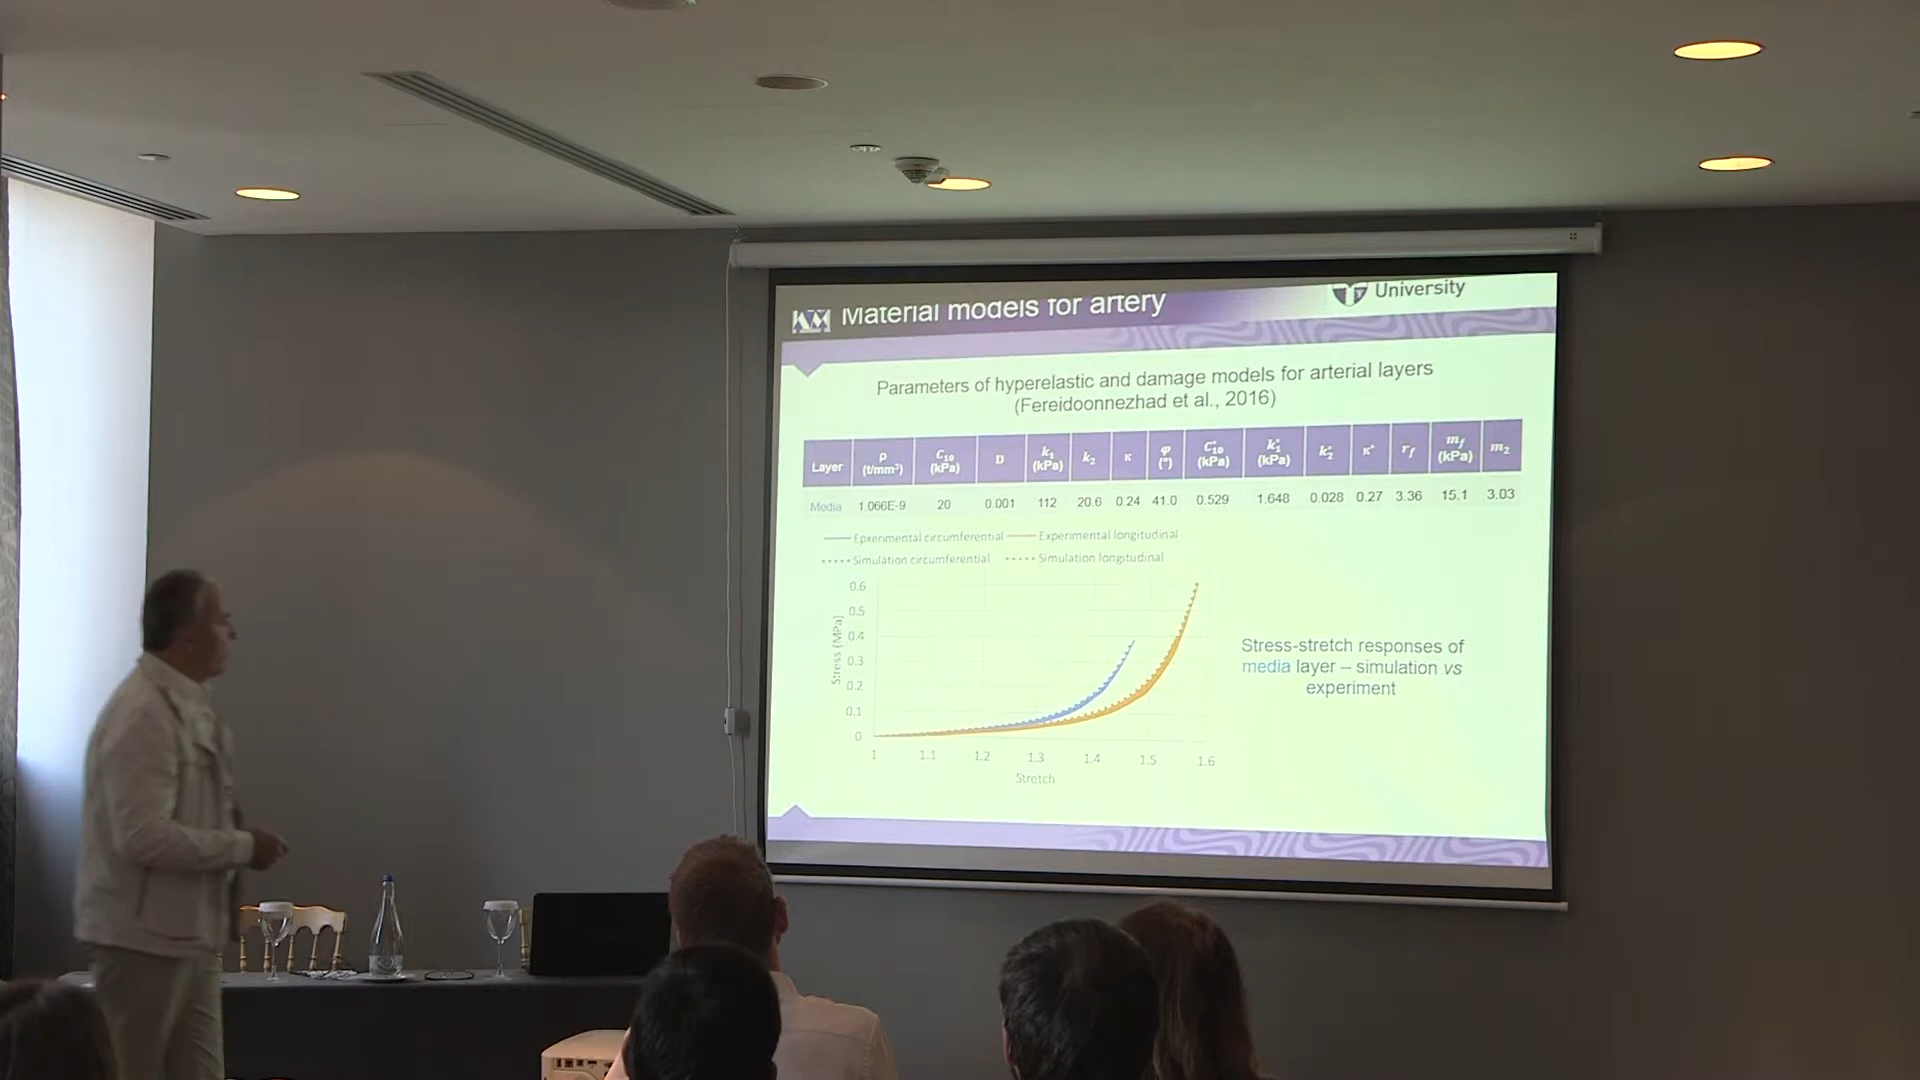 Material models for artery
University
Parameters of hyperelastic and damage models for arterial layers
(Fereidoonnezhad et al., 2016)
Layer ρ (t/mm³) C₁₀ (kPa) D k₁ (kPa) k₂ κ φ (°) C*₁₀ (kPa) k*₁ (kPa) k*₂ κ* r_f m_f (kPa) m₂
Media 1.066E-9 20 0.001 112 20.6 0.24 41.0 0.529 1.648 0.028 0.27 3.36 15.1 3.03
Epxerimental circumferential Experimental longitudinal
Simulation circumferential Simulation longitudinal
Stress (MPa)
0.6
0.5
0.4
0.3
0.2
0.1
0
1 1.1 1.2 1.3 1.4 1.5 1.6
Stretch
Stress-stretch responses of
media layer – simulation vs
experiment